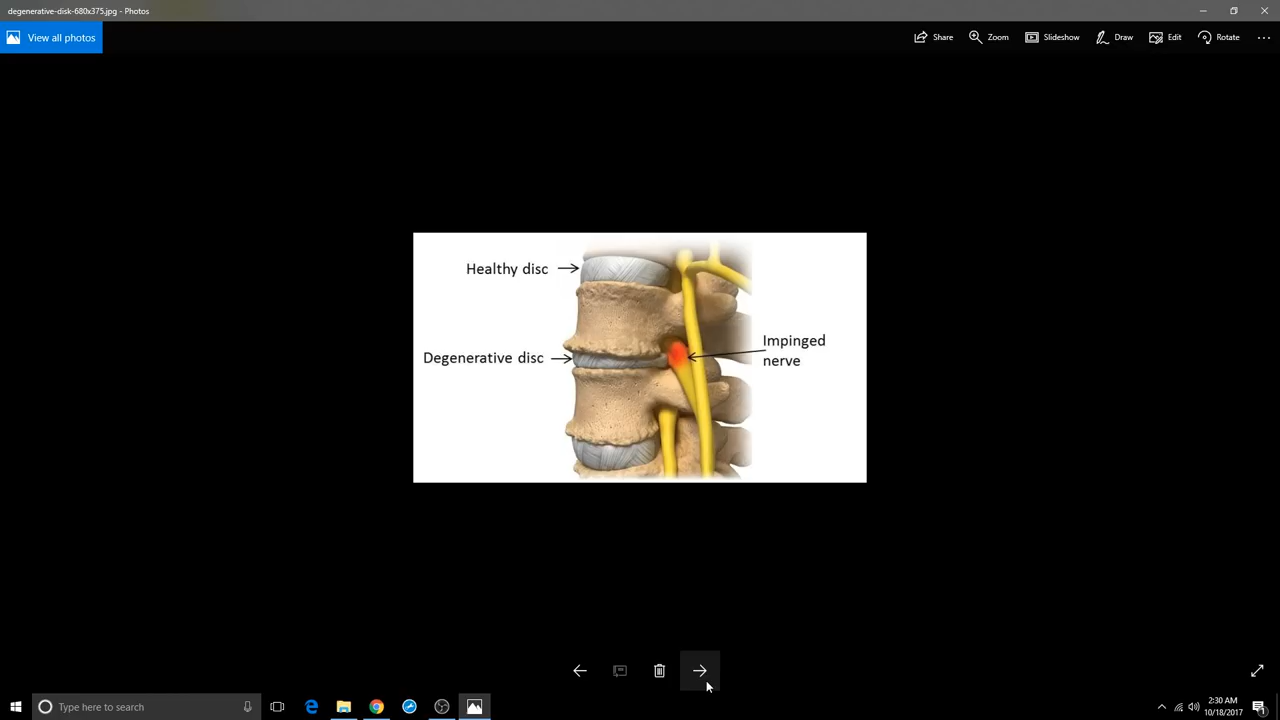 degenerative-disk-680x375.jpg - Photos
View all photos
Share
Zoom
Slideshow
Draw
Edit
Rotate
Healthy disc
Degenerative disc
Impinged
nerve
Type here to search
2:30 AM
10/18/2017